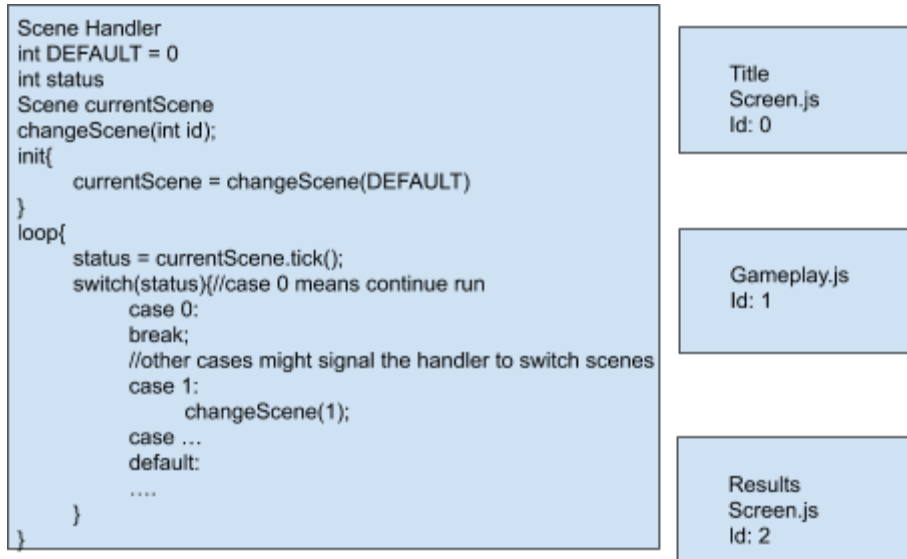 Scene Handler
int DEFAULT = 0
int status
Scene currentScene
changeScene(int id);
init{
currentScene = changeScene(DEFAULT)
}
loop{
status = currentScene.tick();
switch(status){//case 0 means continue run
case 0:
break;
//other cases might signal the handler to switch scenes
case 1:
changeScene(1);
case …
default:
….
}
}
Title
Screen.js
Id: 0
Gameplay.js
Id: 1
Results
Screen.js
Id: 2